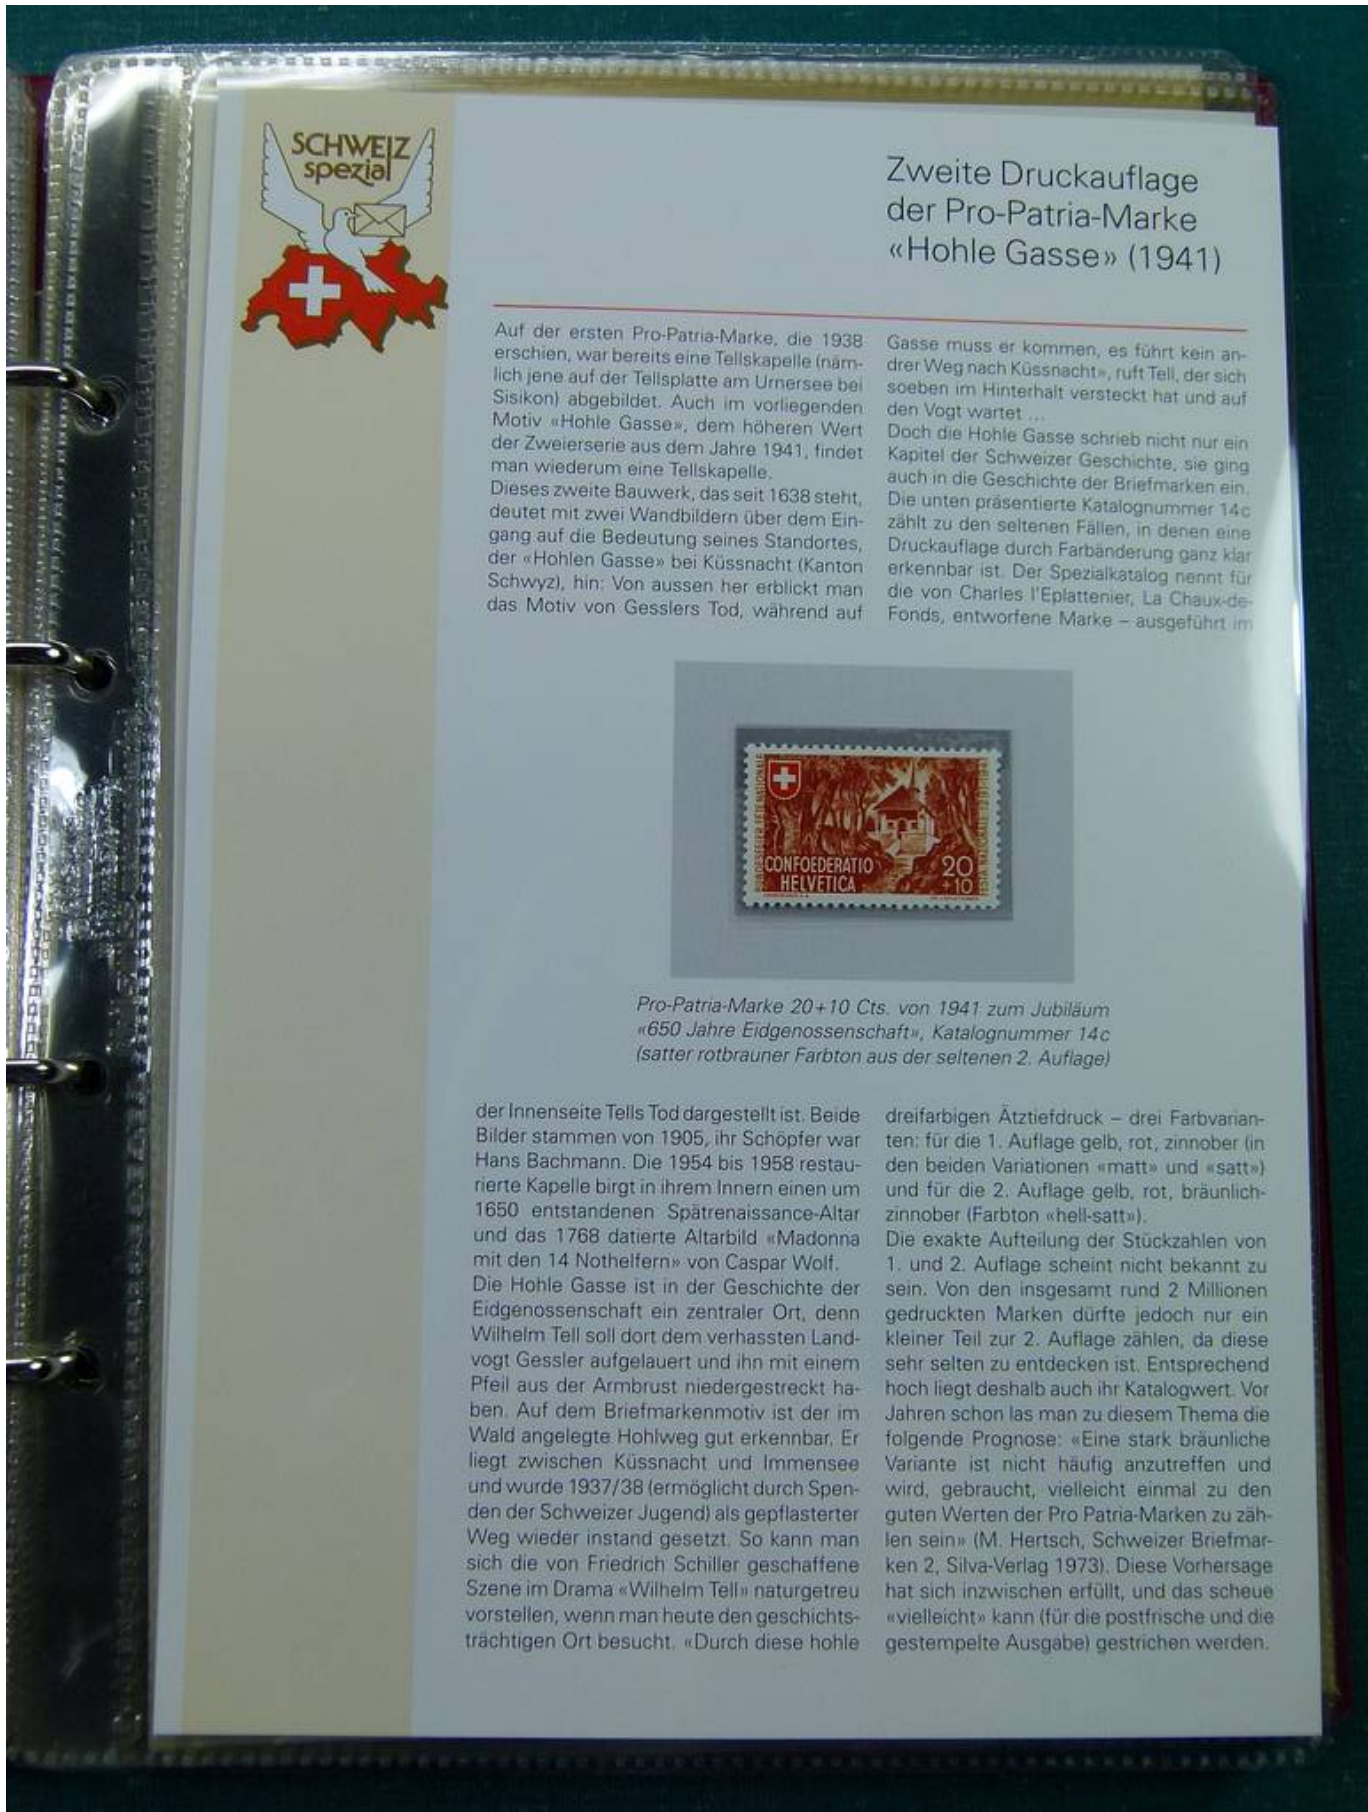 SCHWEIZ
spezial
Zweite Druckauflage
der Pro-Patria-Marke
«Hohle Gasse» (1941)
Auf der ersten Pro-Patria-Marke, die 1938
erschien, war bereits eine Tellskapelle (näm-
lich jene auf der Tellsplatte am Urnersee bei
Sisikon) abgebildet. Auch im vorliegenden
Motiv «Hohle Gasse», dem höheren Wert
der Zweierserie aus dem Jahre 1941, findet
man wiederum eine Tellskapelle.
Dieses zweite Bauwerk, das seit 1638 steht,
deutet mit zwei Wandbildern über dem Ein-
gang auf die Bedeutung seines Standortes,
der «Hohlen Gasse» bei Küssnacht (Kanton
Schwyz), hin: Von aussen her erblickt man
das Motiv von Gesslers Tod, während auf
Gasse muss er kommen, es führt kein an-
drer Weg nach Küssnacht», ruft Tell, der sich
soeben im Hinterhalt versteckt hat und auf
den Vogt wartet ...
Doch die Hohle Gasse schrieb nicht nur ein
Kapitel der Schweizer Geschichte, sie ging
auch in die Geschichte der Briefmarken ein.
Die unten präsentierte Katalognummer 14c
zählt zu den seltenen Fällen, in denen eine
Druckauflage durch Farbänderung ganz klar
erkennbar ist. Der Spezialkatalog nennt für
die von Charles l'Eplattenier, La Chaux-de-
Fonds, entworfene Marke – ausgeführt im
CONFOEDERATIO
HELVETICA
20
+10
Pro-Patria-Marke 20+10 Cts. von 1941 zum Jubiläum
«650 Jahre Eidgenossenschaft», Katalognummer 14c
(satter rotbrauner Farbton aus der seltenen 2. Auflage)
der Innenseite Tells Tod dargestellt ist. Beide
Bilder stammen von 1905, ihr Schöpfer war
Hans Bachmann. Die 1954 bis 1958 restau-
rierte Kapelle birgt in ihrem Innern einen um
1650 entstandenen Spätrenaissance-Altar
und das 1768 datierte Altarbild «Madonna
mit den 14 Nothelfern» von Caspar Wolf.
Die Hohle Gasse ist in der Geschichte der
Eidgenossenschaft ein zentraler Ort, denn
Wilhelm Tell soll dort dem verhassten Land-
vogt Gessler aufgelauert und ihn mit einem
Pfeil aus der Armbrust niedergestreckt ha-
ben. Auf dem Briefmarkenmotiv ist der im
Wald angelegte Hohlweg gut erkennbar. Er
liegt zwischen Küssnacht und Immensee
und wurde 1937/38 (ermöglicht durch Spen-
den der Schweizer Jugend) als gepflasterter
Weg wieder instand gesetzt. So kann man
sich die von Friedrich Schiller geschaffene
Szene im Drama «Wilhelm Tell» naturgetreu
vorstellen, wenn man heute den geschichts-
trächtigen Ort besucht. «Durch diese hohle
dreifarbigen Ätztiefdruck – drei Farbvarian-
ten: für die 1. Auflage gelb, rot, zinnober (in
den beiden Variationen «matt» und «satt»)
und für die 2. Auflage gelb, rot, bräunlich-
zinnober (Farbton «hell-satt»).
Die exakte Aufteilung der Stückzahlen von
1. und 2. Auflage scheint nicht bekannt zu
sein. Von den insgesamt rund 2 Millionen
gedruckten Marken dürfte jedoch nur ein
kleiner Teil zur 2. Auflage zählen, da diese
sehr selten zu entdecken ist. Entsprechend
hoch liegt deshalb auch ihr Katalogwert. Vor
Jahren schon las man zu diesem Thema die
folgende Prognose: «Eine stark bräunliche
Variante ist nicht häufig anzutreffen und
wird, gebraucht, vielleicht einmal zu den
guten Werten der Pro Patria-Marken zu zäh-
len sein» (M. Hertsch, Schweizer Briefmar-
ken 2, Silva-Verlag 1973). Diese Vorhersage
hat sich inzwischen erfüllt, und das scheue
«vielleicht» kann (für die postfrische und die
gestempelte Ausgabe) gestrichen werden.